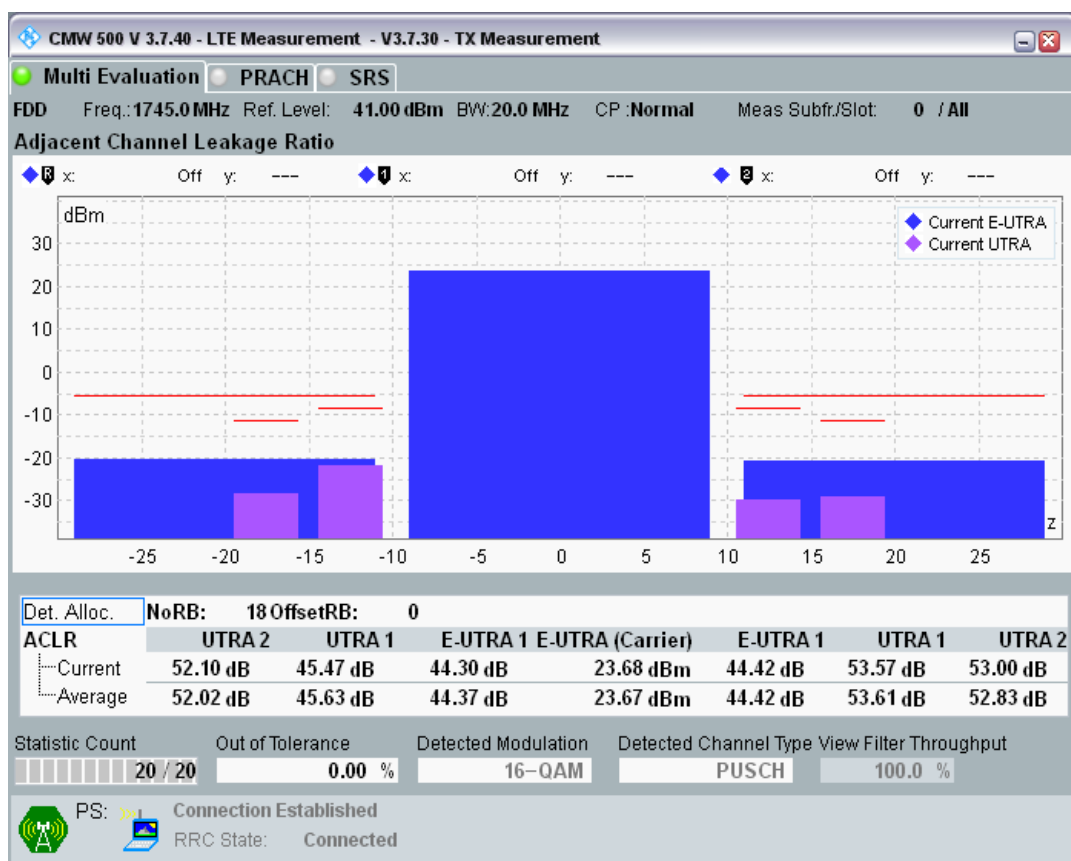 CMW 500 V 3.7.40 - LTE Measurement - V3.7.30 - TX Measurement
Multi Evaluation PRACH SRS
FDD Freq.: 1745.0 MHz Ref. Level: 41.00 dBm BW: 20.0 MHz CP : Normal Meas Subfr./Slot: 0 / All
Adjacent Channel Leakage Ratio
R x: Off y: --- 1 x: Off y: --- 2 x: Off y: ---
dBm
Current E-UTRA
Current UTRA
30
20
10
0
-10
-20
-30
z
-25 -20 -15 -10 -5 0 5 10 15 20 25
Det. Alloc. NoRB: 18 OffsetRB: 0
ACLR UTRA 2 UTRA 1 E-UTRA 1 E-UTRA (Carrier) E-UTRA 1 UTRA 1 UTRA 2
Current 52.10 dB 45.47 dB 44.30 dB 23.68 dBm 44.42 dB 53.57 dB 53.00 dB
Average 52.02 dB 45.63 dB 44.37 dB 23.67 dBm 44.42 dB 53.61 dB 52.83 dB
Statistic Count Out of Tolerance Detected Modulation Detected Channel Type View Filter Throughput
20 / 20 0.00 % 16-QAM PUSCH 100.0 %
PS: Connection Established
RRC State: Connected